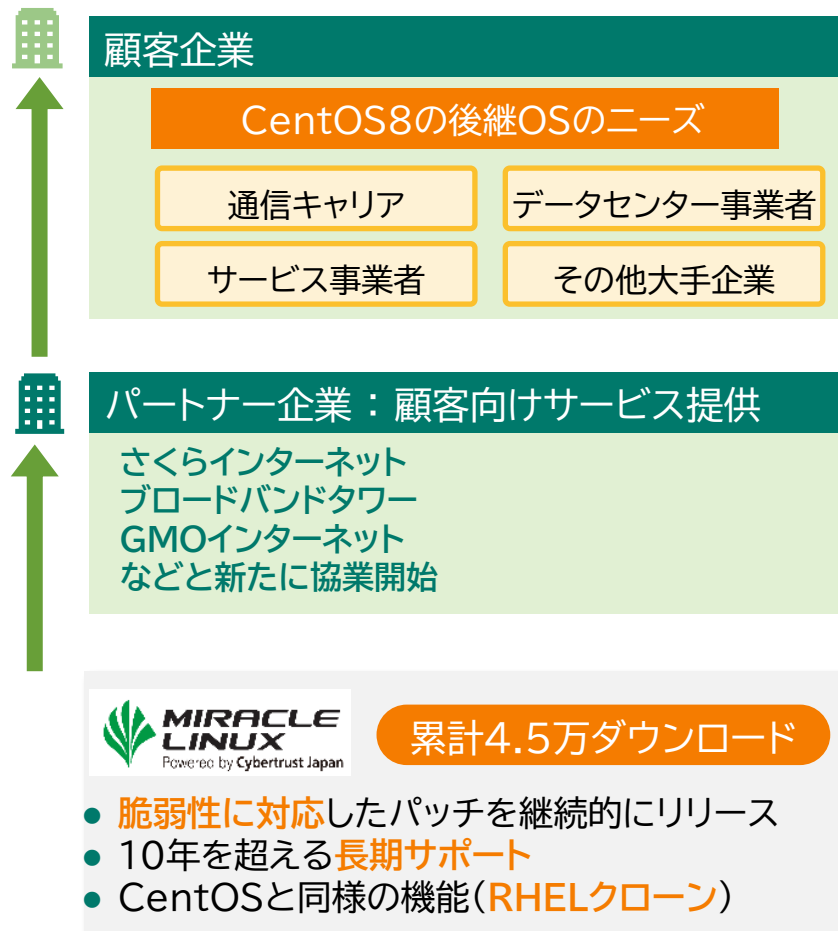 顧客企業
CentOS8の後継OSのニーズ
通信キャリア
データセンター事業者
サービス事業者
その他大手企業
パートナー企業：顧客向けサービス提供
さくらインターネット
ブロードバンドタワー
GMOインターネット
などと新たに協業開始
MIRACLE
LINUX
Powered by Cybertrust Japan
累計4.5万ダウンロード
● 脆弱性に対応したパッチを継続的にリリース
● 10年を超える長期サポート
● CentOSと同様の機能(RHELクローン)